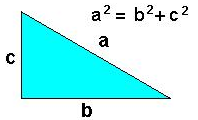 a² = b²+c²
a
c
b